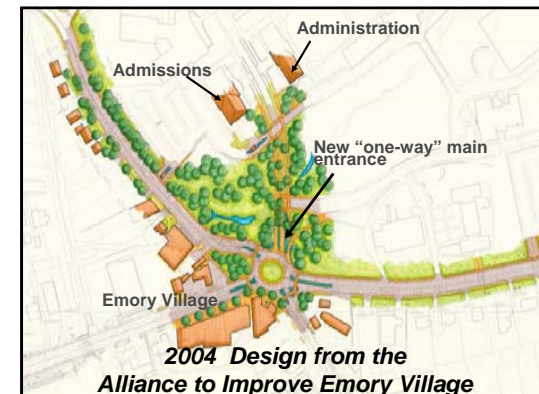 Administration
Admissions
New “one-way” main
entrance
Emory Village
2004 Design from the
Alliance to Improve Emory Village